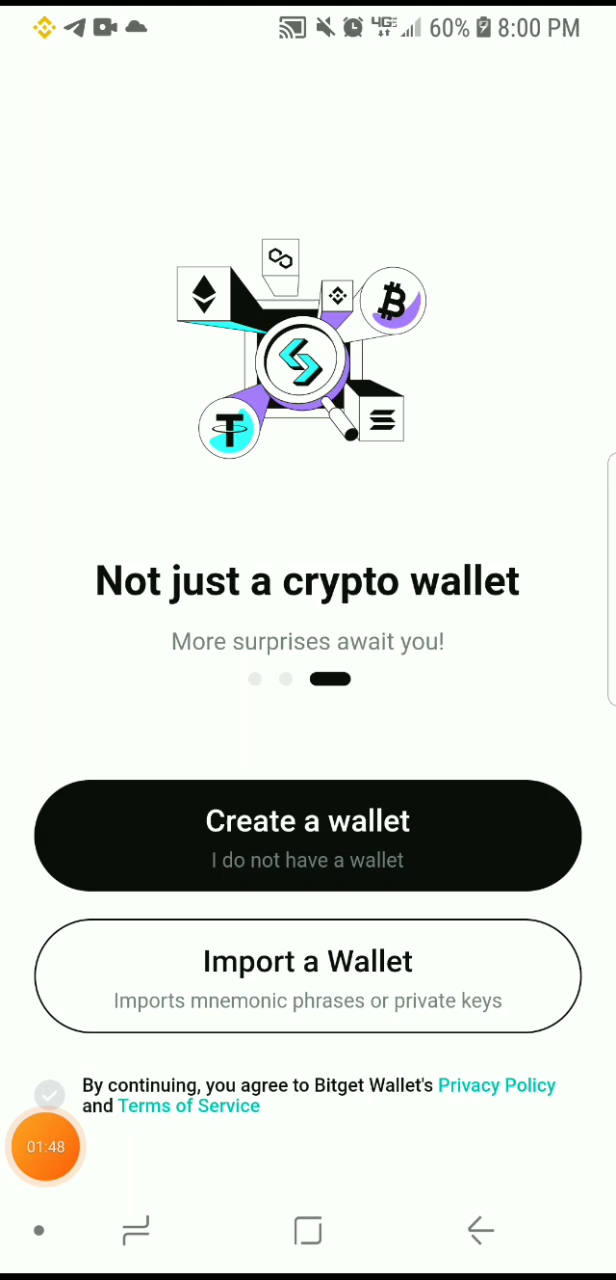 4GE 60% 8:00 PM
Not just a crypto wallet
More surprises await you!
Create a wallet
I do not have a wallet
Import a Wallet
Imports mnemonic phrases or private keys
By continuing, you agree to Bitget Wallet's Privacy Policy
and Terms of Service
01:48